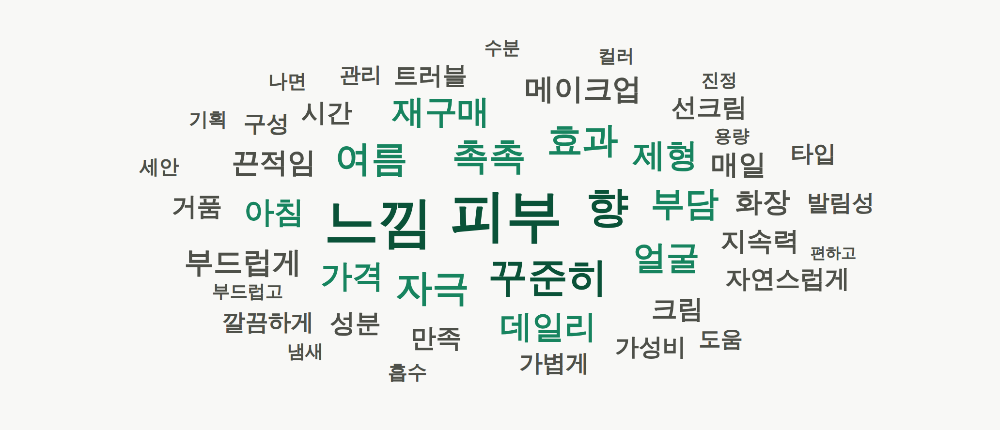 수분
컬러
나면 관리 트러블 메이크업 진정
기획 구성 시간 재구매 선크림
세안 끈적임 여름 촉촉 효과 제형 용량 매일 타입
거품 아침 느낌 피부 향 부담 화장 발림성
부드럽게 가격 자극 꾸준히 얼굴 지속력 편하고
부드럽고 자연스럽게
깔끔하게 성분 만족 데일리 크림
냄새 가성비 도움
흡수 가볍게